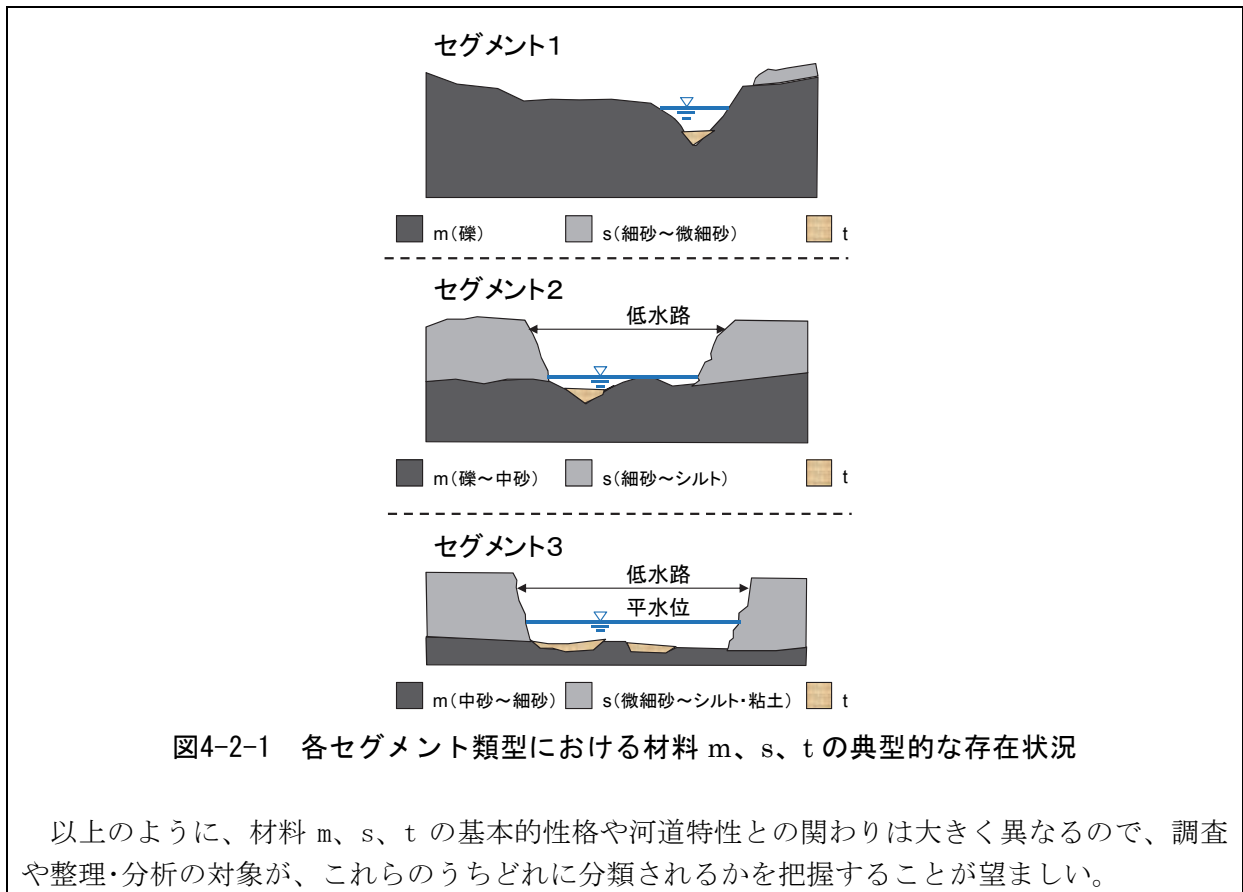 セグメント1
m(礫) s(細砂～微細砂) t
セグメント2
低水路
m(礫～中砂) s(細砂～シルト) t
セグメント3
低水路
平水位
m(中砂～細砂) s(微細砂～シルト・粘土) t
図4-2-1 各セグメント類型における材料 m、s、t の典型的な存在状況
以上のように、材料 m、s、t の基本的性格や河道特性との関わりは大きく異なるので、調査
や整理・分析の対象が、これらのうちどれに分類されるかを把握することが望ましい。